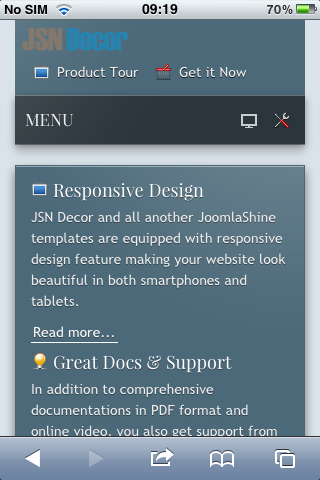 No SIM 09:19 70%
JSN Decor
Product Tour Get it Now
MENU
Responsive Design
JSN Decor and all another JoomlaShine
templates are equipped with responsive
design feature making your website look
beautiful in both smartphones and
tablets.
Read more...
Great Docs & Support
In addition to comprehensive
documentations in PDF format and
online video, you also get support from